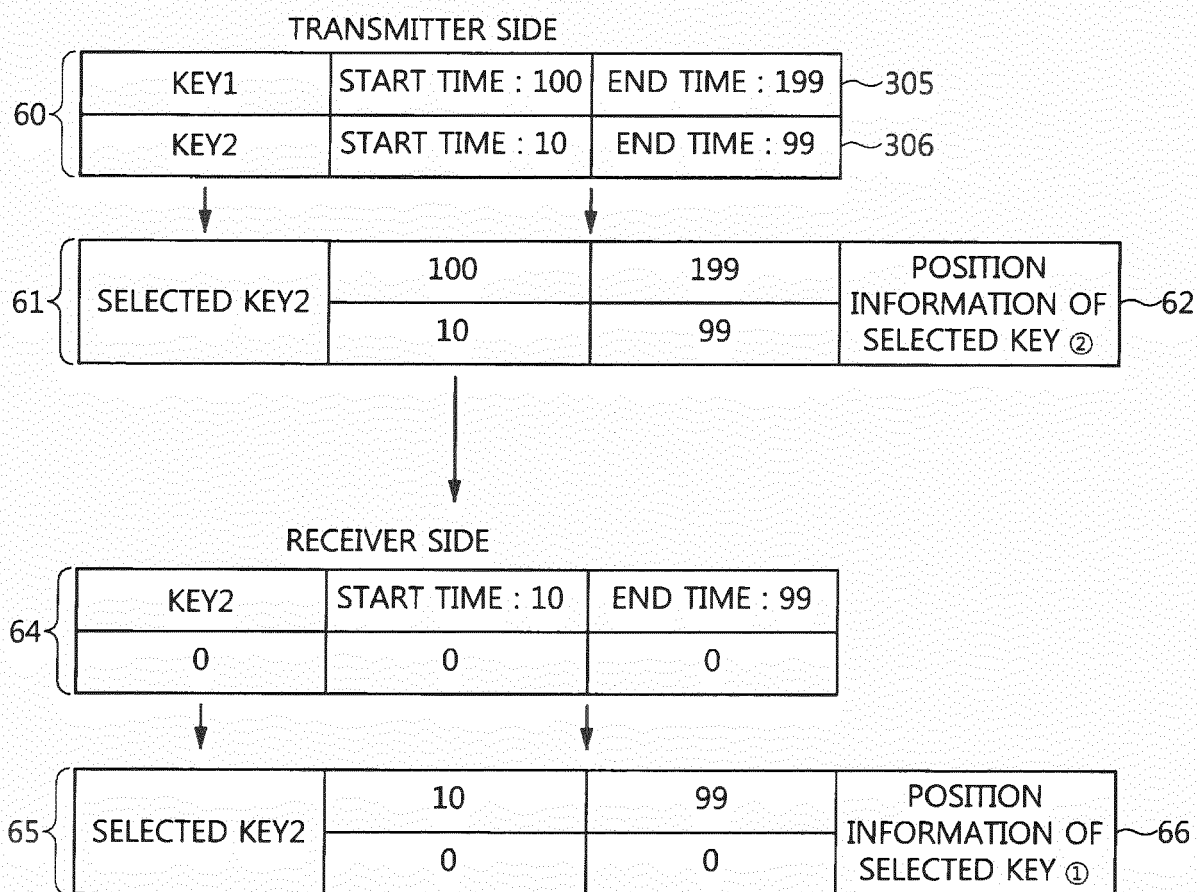 TRANSMITTER SIDE
KEY1 START TIME : 100 END TIME : 199 305
60
KEY2 START TIME : 10 END TIME : 99 306
100 199 POSITION
61 SELECTED KEY2 INFORMATION OF 62
10 99 SELECTED KEY ②
RECEIVER SIDE
KEY2 START TIME : 10 END TIME : 99
64
0 0 0
10 99 POSITION
65 SELECTED KEY2 INFORMATION OF 66
0 0 SELECTED KEY ①